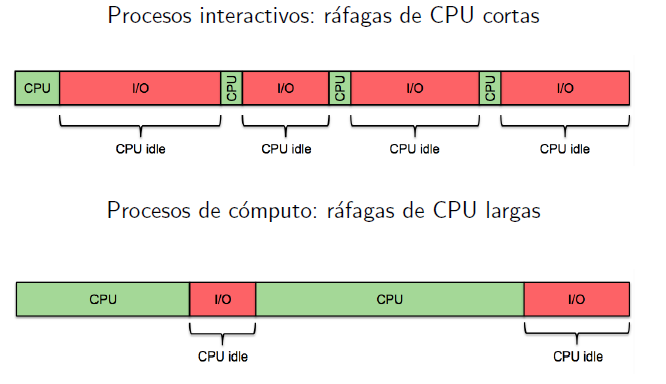 Procesos interactivos: ráfagas de CPU cortas
CPU I/O CPU I/O CPU I/O CPU I/O
CPU idle CPU idle CPU idle CPU idle
Procesos de cómputo: ráfagas de CPU largas
CPU I/O CPU I/O
CPU idle CPU idle